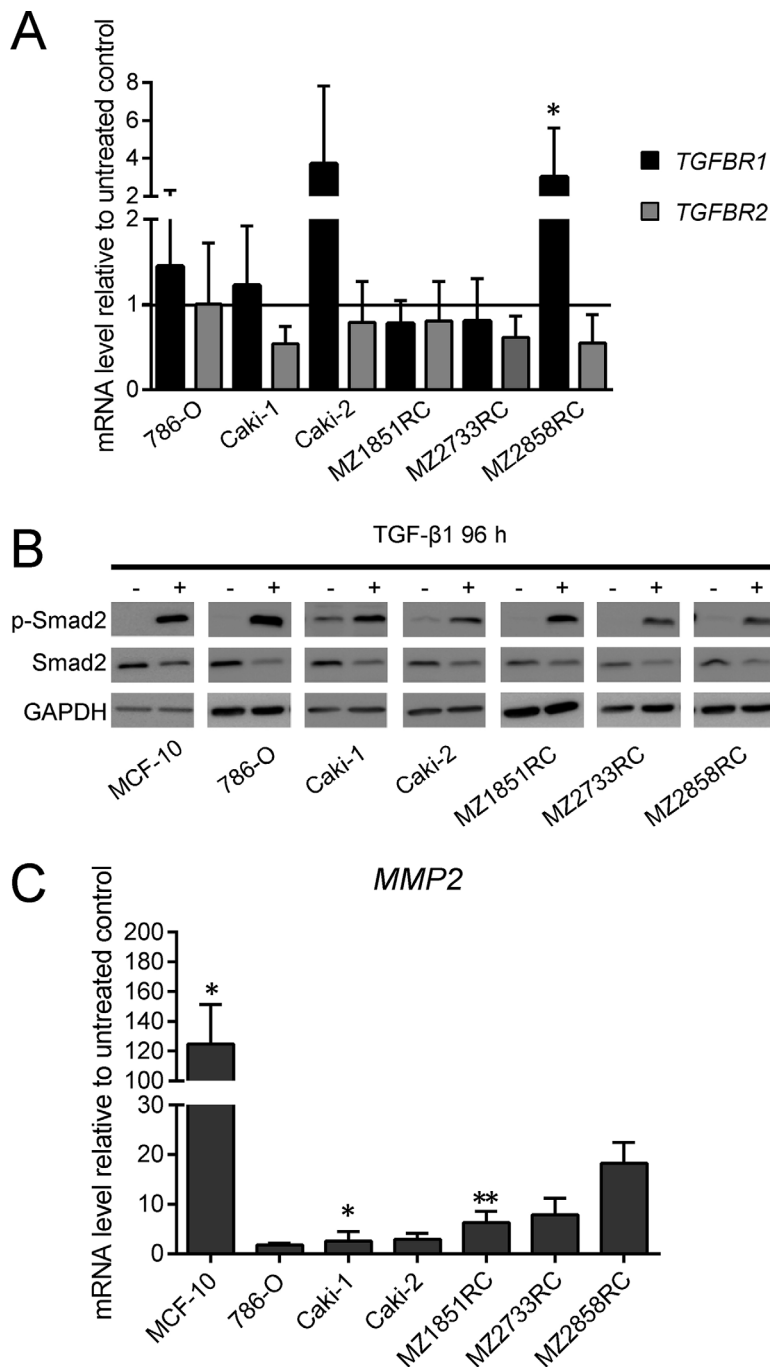 A
mRNA level relative to untreated control
8
6
4
2
2
1
0
*
TGFBR1
TGFBR2
786-O
Caki-1
Caki-2
MZ1851RC
MZ2733RC
MZ2858RC
B
TGF-β1 96 h
- + - + - + - + - + - + - +
p-Smad2
Smad2
GAPDH
MCF-10
786-O
Caki-1
Caki-2
MZ1851RC
MZ2733RC
MZ2858RC
C
MMP2
mRNA level relative to untreated control
200
180
160
140
120
100
30
20
10
0
*
*
**
MCF-10
786-O
Caki-1
Caki-2
MZ1851RC
MZ2733RC
MZ2858RC